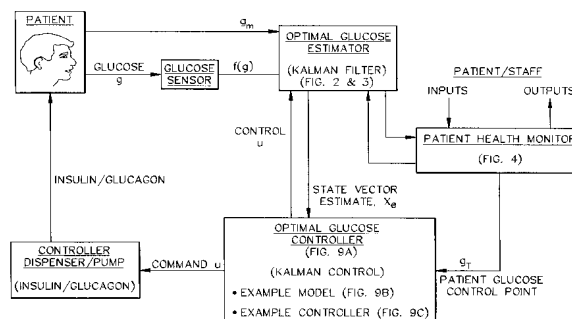 PATIENT
g_m
GLUCOSE
g
GLUCOSE
SENSOR
f(g)
OPTIMAL GLUCOSE
ESTIMATOR
(KALMAN FILTER)
(FIG. 2 & 3)
PATIENT/STAFF
INPUTS
OUTPUTS
PATIENT HEALTH MONITOR
(FIG. 4)
CONTROL
u
INSULIN/GLUCAGON
STATE VECTOR
ESTIMATE, X_e
CONTROLLER
DISPENSER/PUMP
(INSULIN/GLUCAGON)
COMMAND u
OPTIMAL GLUCOSE
CONTROLLER
(FIG. 9A)
(KALMAN CONTROL)
• EXAMPLE MODEL (FIG. 9B)
• EXAMPLE CONTROLLER (FIG. 9C)
g_T
PATIENT GLUCOSE
CONTROL POINT